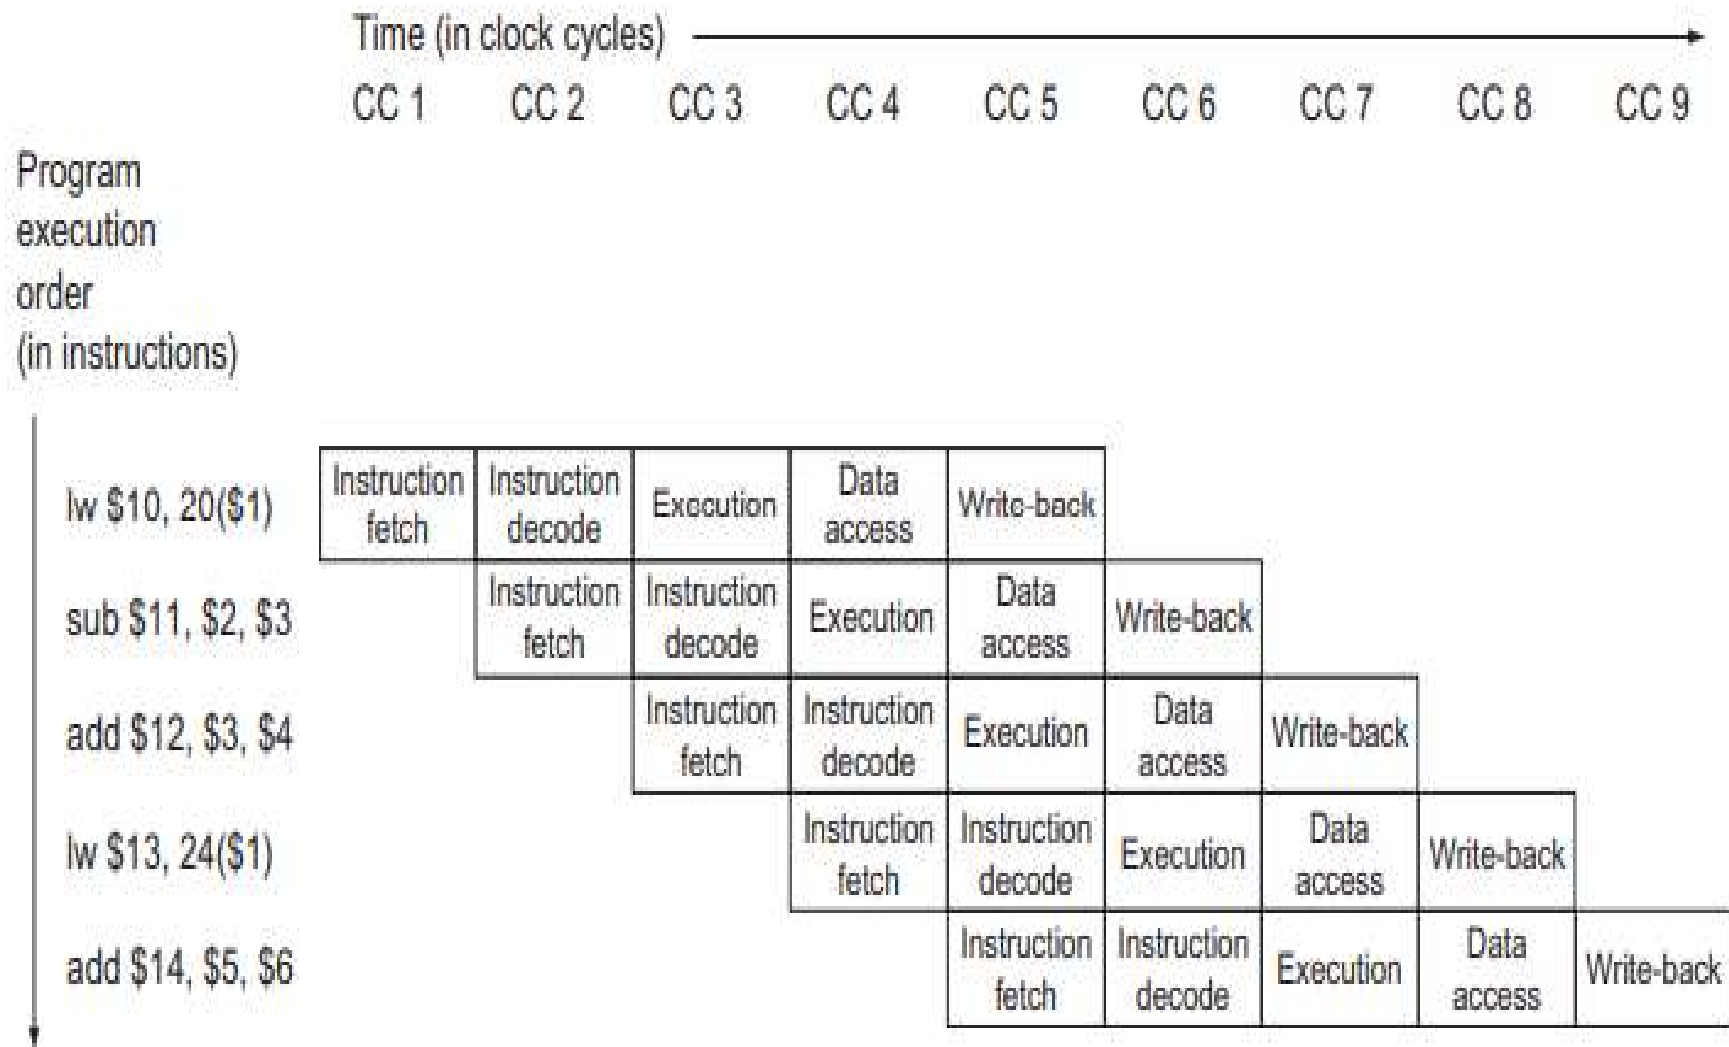 Time (in clock cycles)
CC 1 CC 2 CC 3 CC 4 CC 5 CC 6 CC 7 CC 8 CC 9
Program
execution
order
(in instructions)
lw $10, 20($1)
Instruction
fetch
Instruction
decode
Execution
Data
access
Write-back
sub $11, $2, $3
Instruction
fetch
Instruction
decode
Execution
Data
access
Write-back
add $12, $3, $4
Instruction
fetch
Instruction
decode
Execution
Data
access
Write-back
lw $13, 24($1)
Instruction
fetch
Instruction
decode
Execution
Data
access
Write-back
add $14, $5, $6
Instruction
fetch
Instruction
decode
Execution
Data
access
Write-back